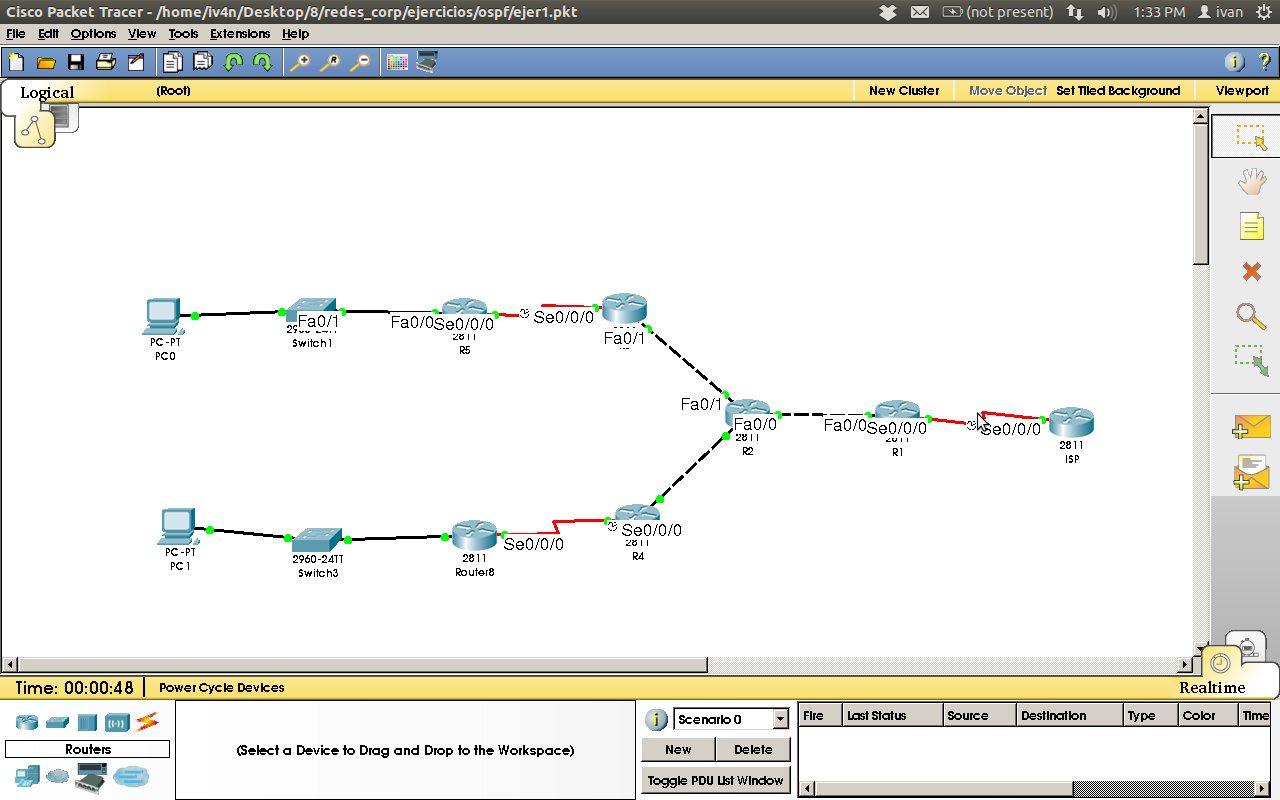 Cisco Packet Tracer - /home/iv4n/Desktop/8/redes_corp/ejercicios/ospf/ejer1.pkt (not present) 1:33 PM ivan
File Edit Options View Tools Extensions Help
Logical (Root) New Cluster Move Object Set Tiled Background Viewport
Fa0/1 Fa0/0 Se0/0/0 Se0/0/0
PC-PT
PC0
Switch1
2811
R5
Fa0/1
Fa0/1
Fa0/0
2811
R2
Fa0/0 Se0/0/0
2811
R1
Se0/0/0
2811
ISP
PC-PT
PC1
2960-24TT
Switch3
2811
Router8
Se0/0/0
Se0/0/0
2811
R4
Time: 00:00:48 Power Cycle Devices Realtime
Routers
(Select a Device to Drag and Drop to the Workspace)
Scenario 0
New Delete
Toggle PDU List Window
Fire Last Status Source Destination Type Color Time